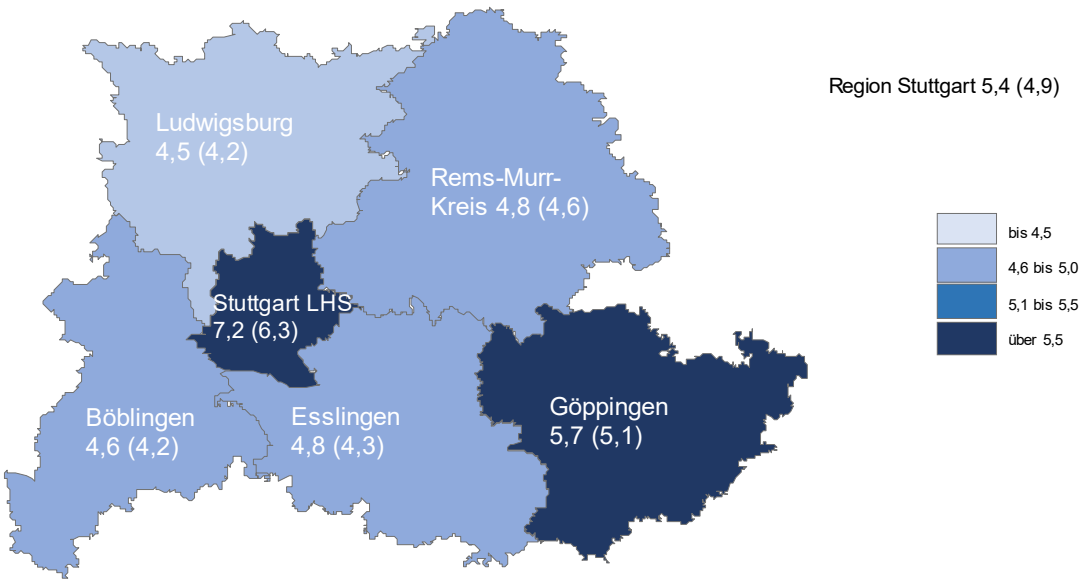 Region Stuttgart 5,4 (4,9)
Ludwigsburg
4,5 (4,2)
Rems-Murr-
Kreis 4,8 (4,6)
bis 4,5
4,6 bis 5,0
5,1 bis 5,5
über 5,5
Stuttgart LHS
7,2 (6,3)
Böblingen
4,6 (4,2)
Esslingen
4,8 (4,3)
Göppingen
5,7 (5,1)